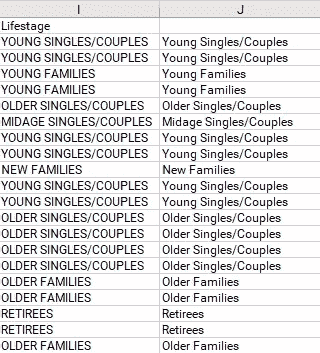 I J
Lifestage
YOUNG SINGLES/COUPLES Young Singles/Couples
YOUNG SINGLES/COUPLES Young Singles/Couples
YOUNG FAMILIES Young Families
YOUNG FAMILIES Young Families
OLDER SINGLES/COUPLES Older Singles/Couples
MIDAGE SINGLES/COUPLES Midage Singles/Couples
YOUNG SINGLES/COUPLES Young Singles/Couples
YOUNG SINGLES/COUPLES Young Singles/Couples
NEW FAMILIES New Families
YOUNG SINGLES/COUPLES Young Singles/Couples
YOUNG SINGLES/COUPLES Young Singles/Couples
OLDER SINGLES/COUPLES Older Singles/Couples
OLDER SINGLES/COUPLES Older Singles/Couples
OLDER SINGLES/COUPLES Older Singles/Couples
OLDER SINGLES/COUPLES Older Singles/Couples
OLDER FAMILIES Older Families
OLDER FAMILIES Older Families
RETIREES Retirees
RETIREES Retirees
OLDER FAMILIES Older Families